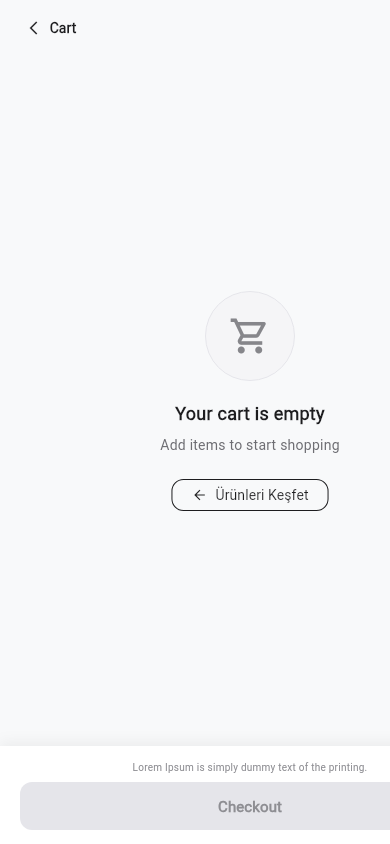 Cart
Your cart is empty
Add items to start shopping
Ürünleri Keşfet
Lorem Ipsum is simply dummy text of the printing.
Checkout